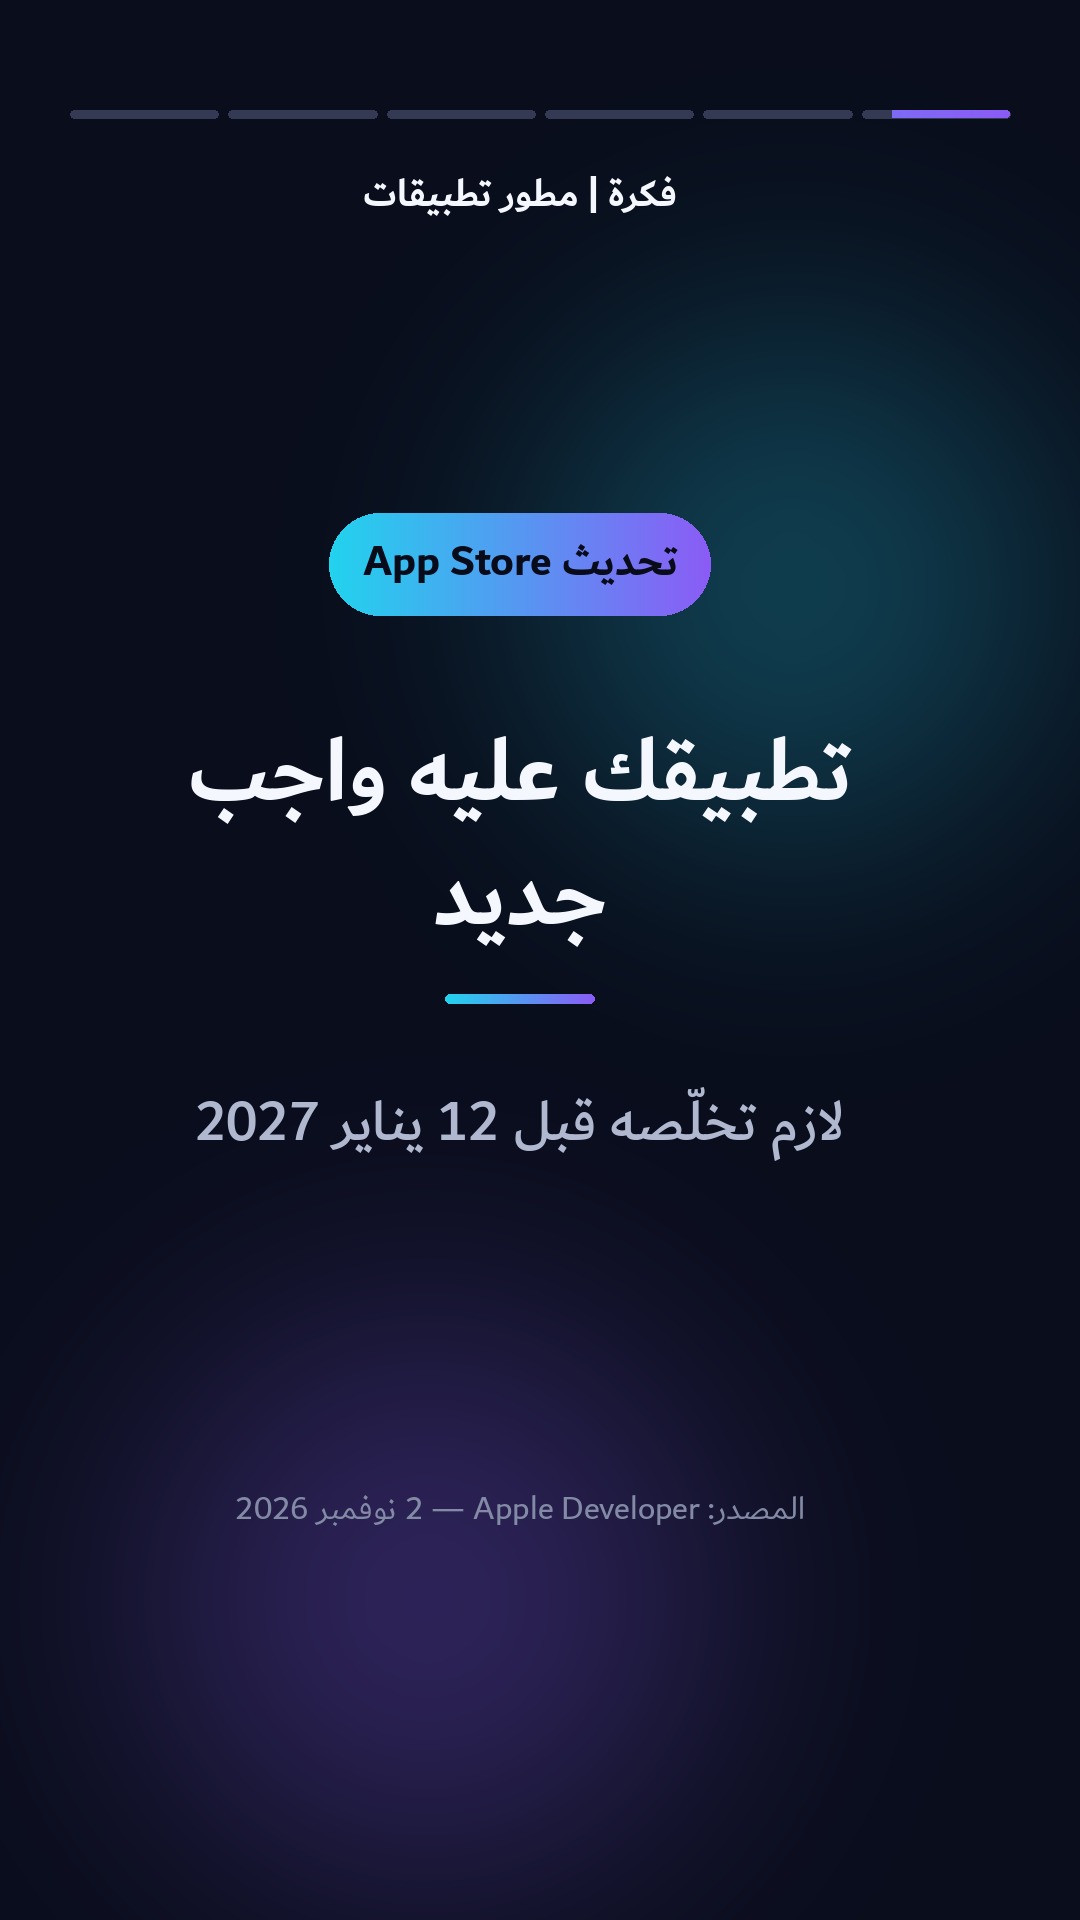 فكرة | مطور تطبيقات
تحديث App Store
تطبيقك عليه واجب
جديد
لازم تخلّصه قبل 12 يناير 2027
المصدر: Apple Developer — 2 نوفمبر 2026